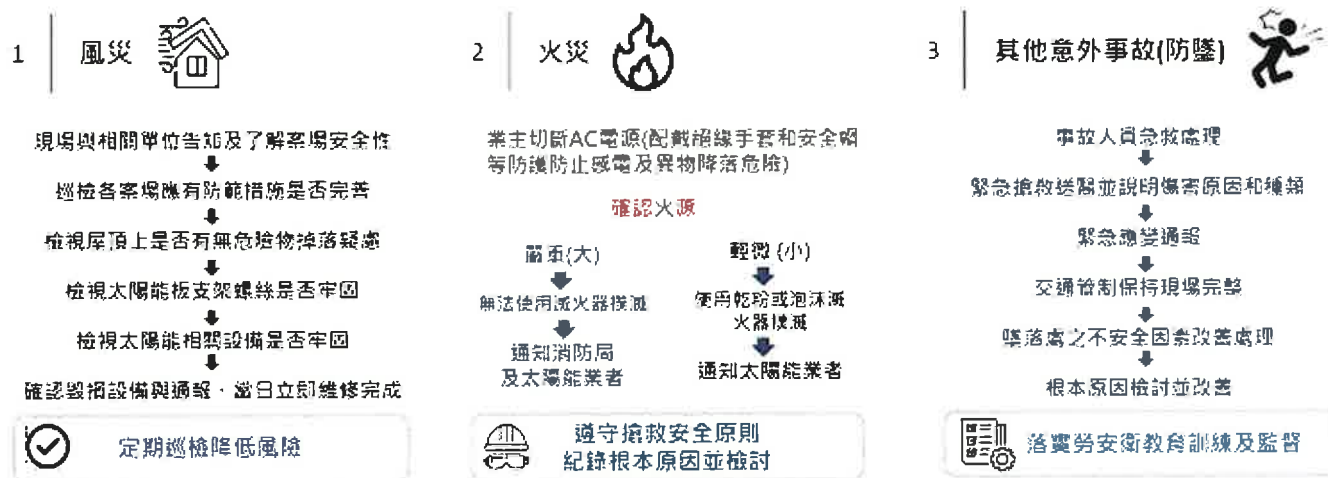 1
風災
現場與相關單位告知及了解案場安全性
巡檢各案場應有防範措施是否完善
檢視屋頂上是否有無危險物掉落疑慮
檢視太陽能板支架螺絲是否牢固
檢視太陽能相關設備是否牢固
確認毀損設備與通報、當日立即維修完成
定期巡檢降低風險
2
火災
業主切斷AC電源(配戴絕緣手套和安全帽
等防護防止感電及異物降落危險)
確認火源
嚴重(大)
無法使用滅火器撲滅
通知消防局
及太陽能業者
輕微 (小)
使用乾粉或泡沫滅
火器撲滅
通知太陽能業者
遵守搶救安全原則
紀錄根本原因並檢討
3
其他意外事故(防墜)
事故人員急救處理
緊急搶救送醫並說明傷害原因和種類
緊急應變通報
交通管制保持現場完整
墜落處之不安全因素改善處理
根本原因檢討並改善
落實勞安衛教育訓練及監督